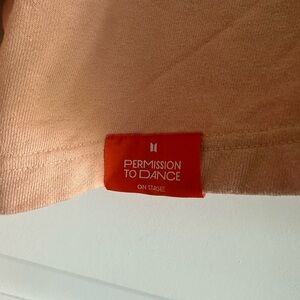 PERMISSION
TO DANCE
ON STAGE